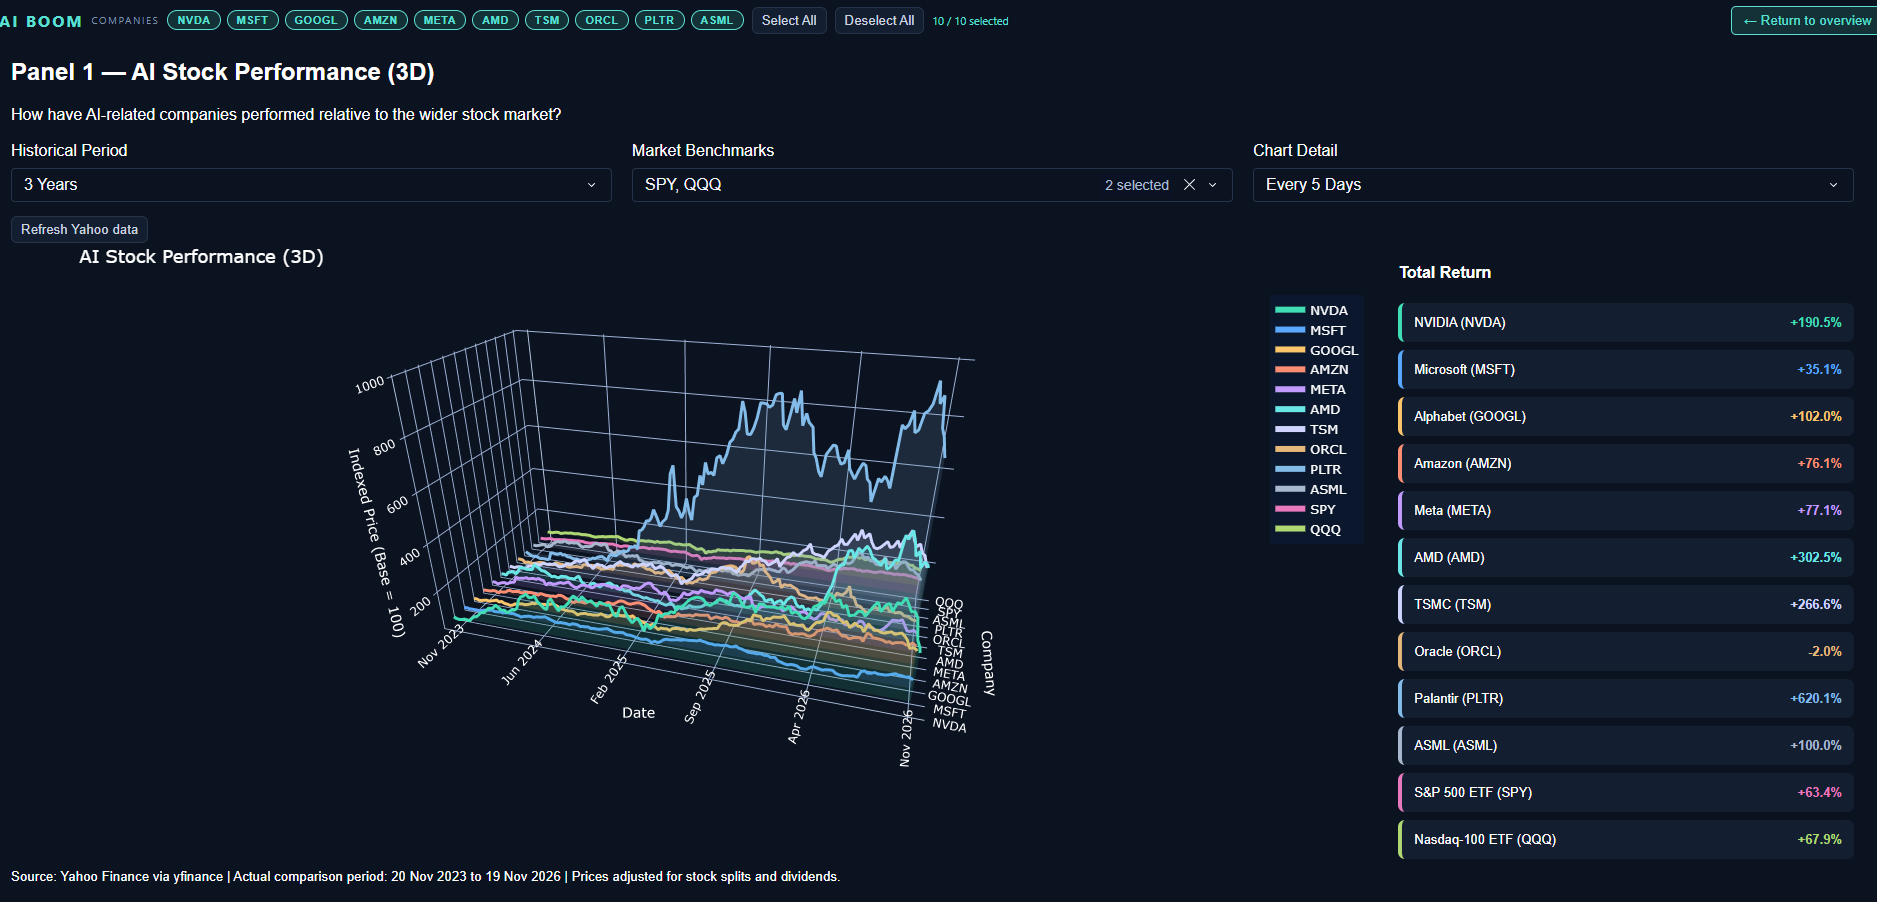 AI BOOM COMPANIES NVDA MSFT GOOGL AMZN META AMD TSM ORCL PLTR ASML Select All Deselect All 10 / 10 selected ← Return to overview
Panel 1 — AI Stock Performance (3D)
How have AI-related companies performed relative to the wider stock market?
Historical Period
3 Years
Market Benchmarks
SPY, QQQ 2 selected
Chart Detail
Every 5 Days
Refresh Yahoo data
AI Stock Performance (3D)
1000
800
600
400
200
Indexed Price (Base = 100)
Nov 2023
Jun 2024
Feb 2025
Sep 2025
Apr 2026
Nov 2026
Date
QQQ
SPY
ASML
PLTR
ORCL
TSM
AMD
META
AMZN
GOOGL
MSFT
NVDA
Company
NVDA
MSFT
GOOGL
AMZN
META
AMD
TSM
ORCL
PLTR
ASML
SPY
QQQ
Total Return
NVIDIA (NVDA) +190.5%
Microsoft (MSFT) +35.1%
Alphabet (GOOGL) +102.0%
Amazon (AMZN) +76.1%
Meta (META) +77.1%
AMD (AMD) +302.5%
TSMC (TSM) +266.6%
Oracle (ORCL) -2.0%
Palantir (PLTR) +620.1%
ASML (ASML) +100.0%
S&P 500 ETF (SPY) +63.4%
Nasdaq-100 ETF (QQQ) +67.9%
Source: Yahoo Finance via yfinance | Actual comparison period: 20 Nov 2023 to 19 Nov 2026 | Prices adjusted for stock splits and dividends.